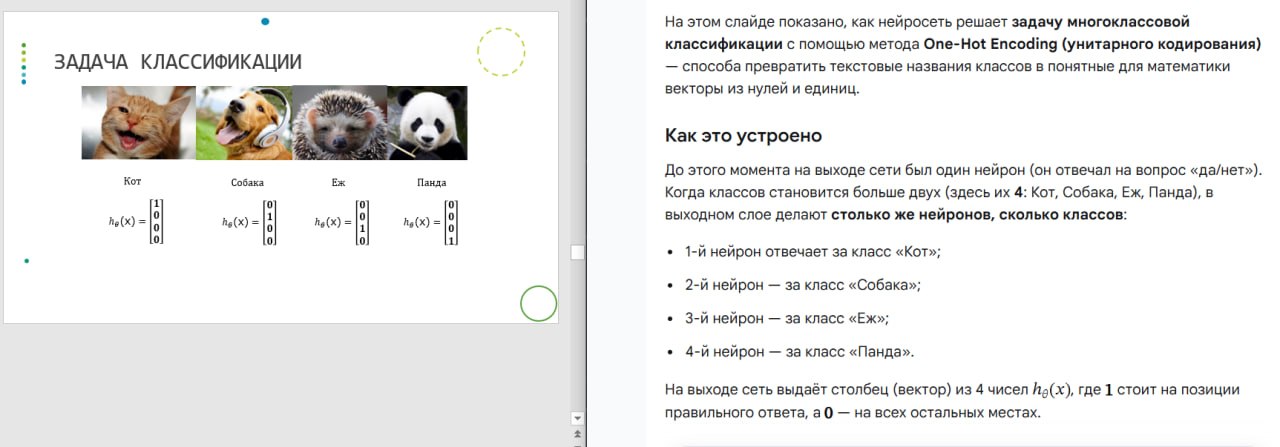 ЗАДАЧА КЛАССИФИКАЦИИ
Кот
Собака
Еж
Панда
hθ(x) = [1 0 0 0]
hθ(x) = [0 1 0 0]
hθ(x) = [0 0 1 0]
hθ(x) = [0 0 0 1]
На этом слайде показано, как нейросеть решает задачу многоклассовой
классификации с помощью метода One-Hot Encoding (унитарного кодирования)
— способа превратить текстовые названия классов в понятные для математики
векторы из нулей и единиц.
Как это устроено
До этого момента на выходе сети был один нейрон (он отвечал на вопрос «да/нет»).
Когда классов становится больше двух (здесь их 4: Кот, Собака, Еж, Панда), в
выходном слое делают столько же нейронов, сколько классов:
• 1-й нейрон отвечает за класс «Кот»;
• 2-й нейрон — за класс «Собака»;
• 3-й нейрон — за класс «Еж»;
• 4-й нейрон — за класс «Панда».
На выходе сеть выдаёт столбец (вектор) из 4 чисел hθ(x), где 1 стоит на позиции
правильного ответа, а 0 — на всех остальных местах.